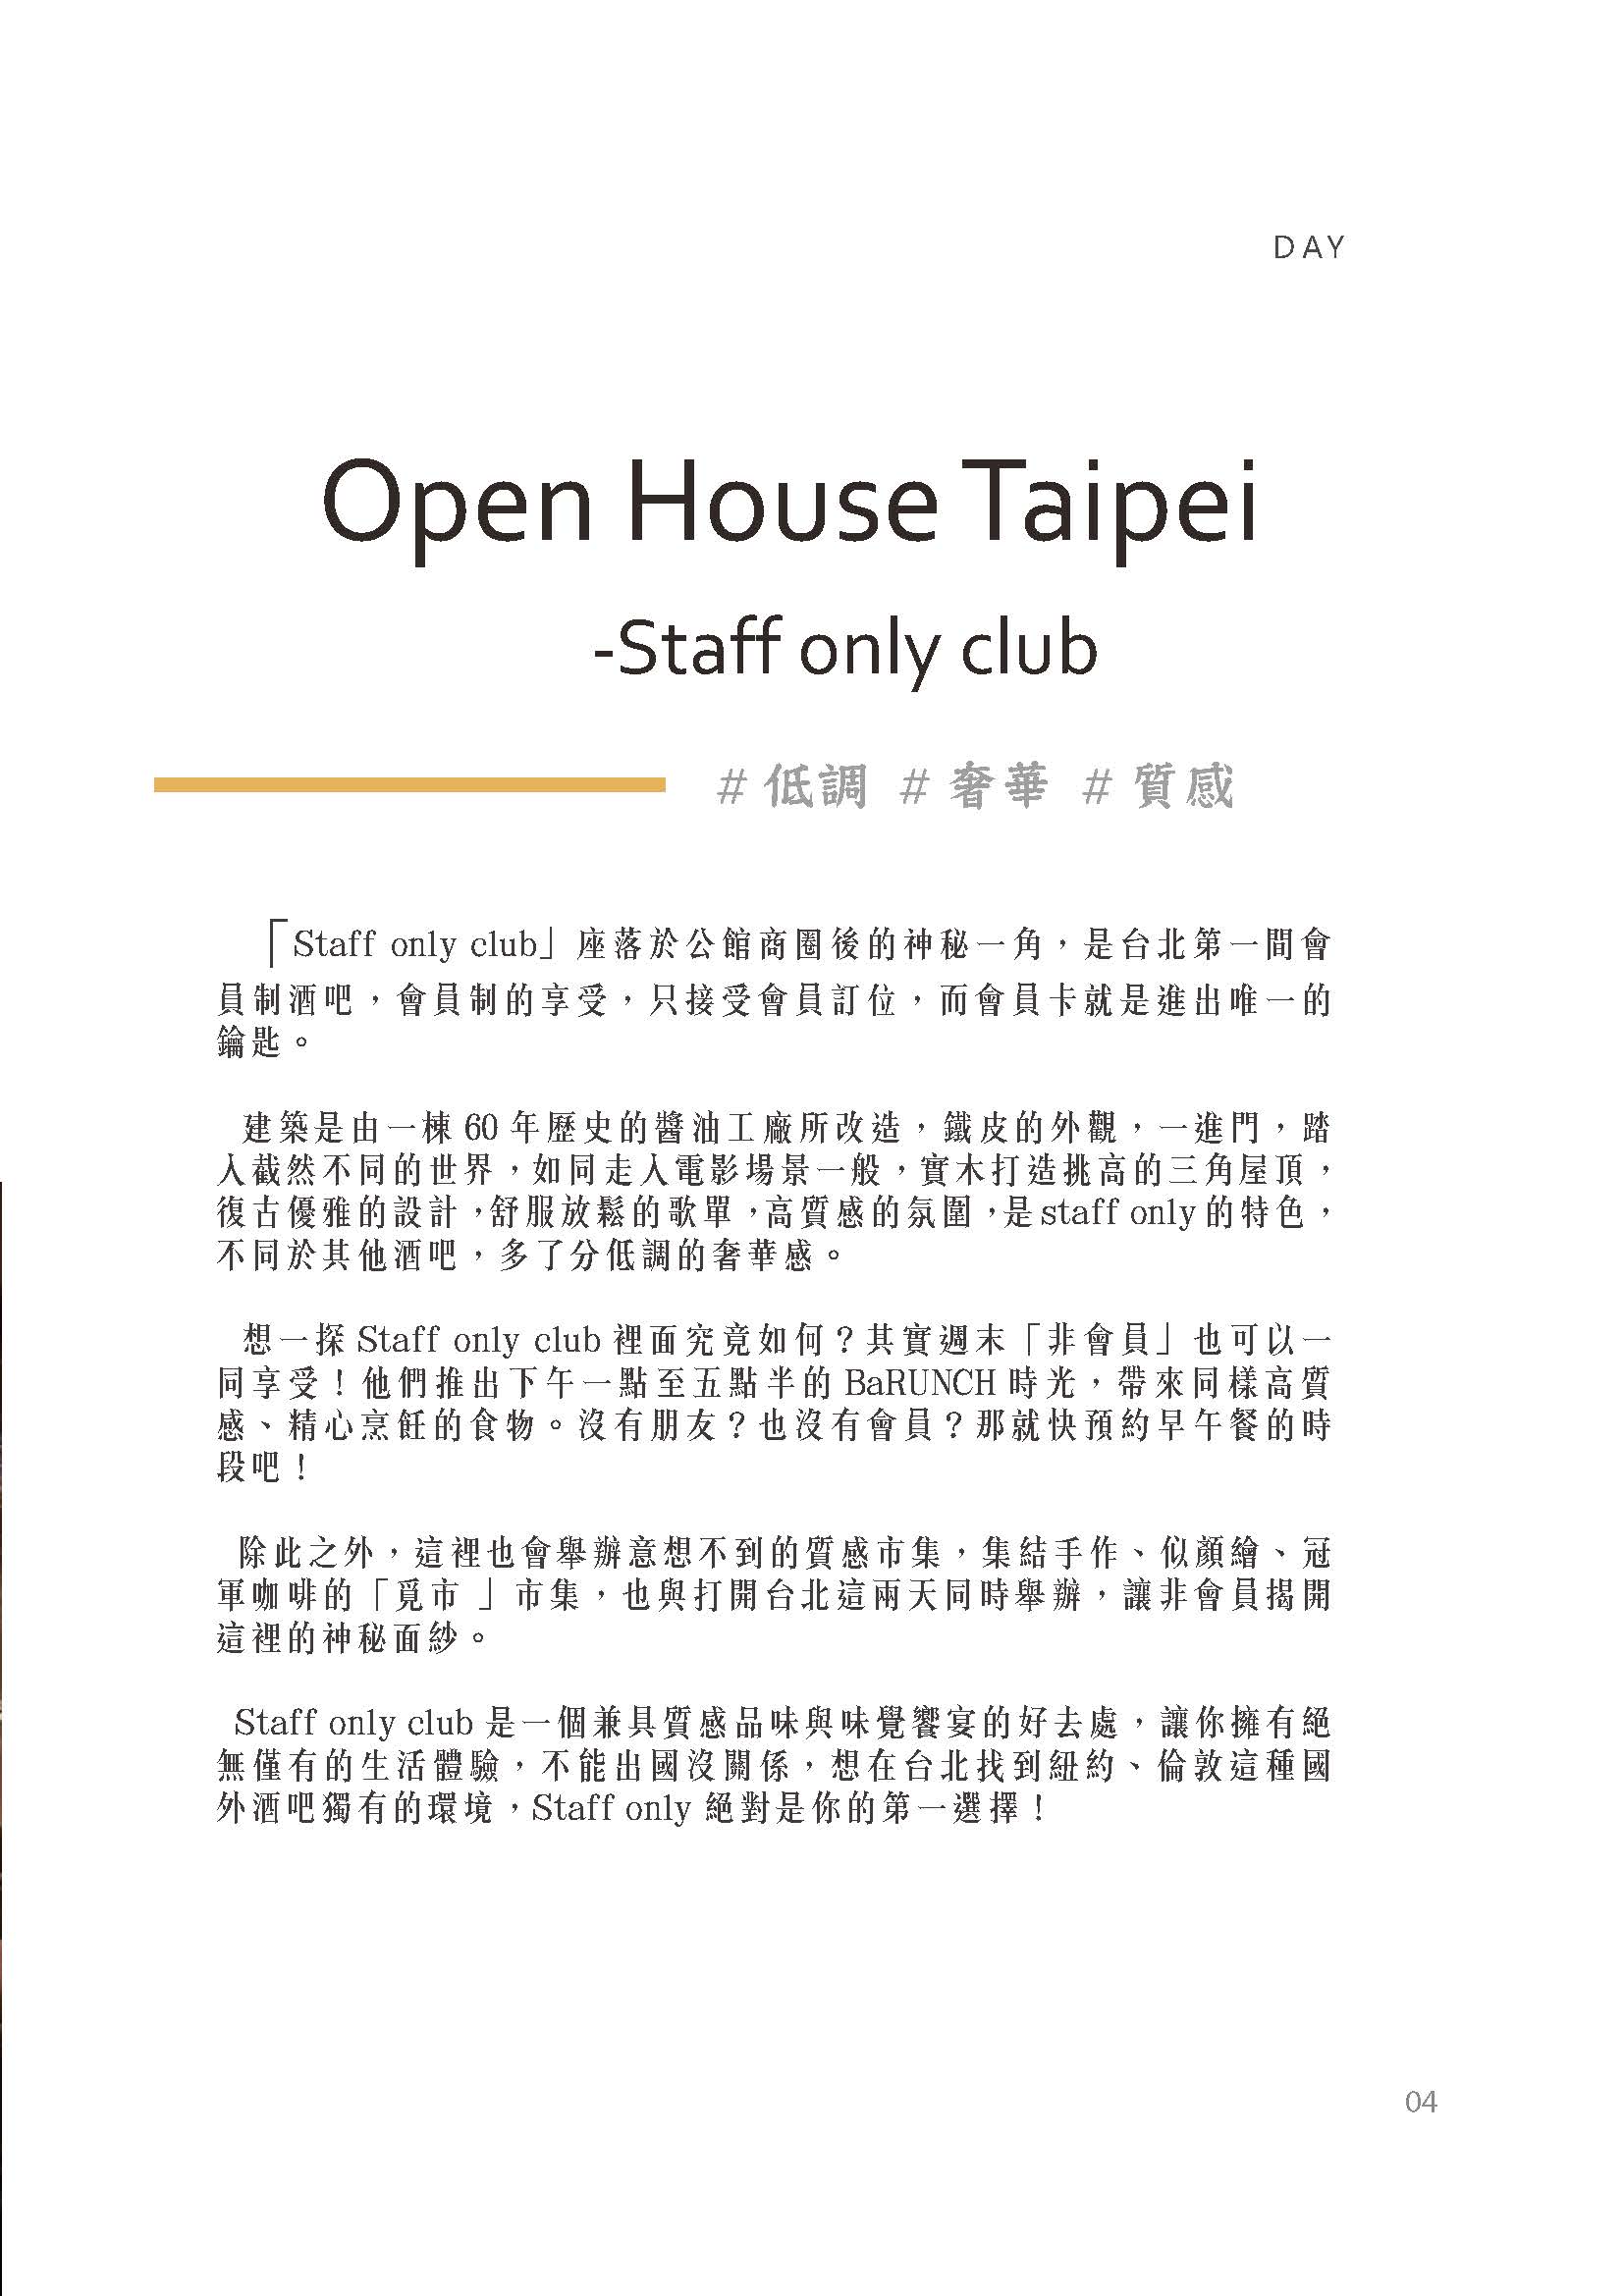 DAY
Open House Taipei
-Staff only club
# 低調 # 奢華 # 質感
「Staff only club」座落於公館商圈後的神秘一角，是台北第一間會
員制酒吧，會員制的享受，只接受會員訂位，而會員卡就是進出唯一的
鑰匙。
建築是由一棟 60 年歷史的醬油工廠所改造，鐵皮的外觀，一進門，踏
入截然不同的世界，如同走入電影場景一般，實木打造挑高的三角屋頂，
復古優雅的設計，舒服放鬆的歌單，高質感的氛圍，是 staff only 的特色，
不同於其他酒吧，多了分低調的奢華感。
想一探 Staff only club 裡面究竟如何？其實週末「非會員」也可以一
同享受！他們推出下午一點至五點半的 BaRUNCH 時光，帶來同樣高質
感、精心烹飪的食物。沒有朋友？也沒有會員？那就快預約早午餐的時
段吧！
除此之外，這裡也會舉辦意想不到的質感市集，集結手作、似顏繪、冠
軍咖啡的「覓市 」市集，也與打開台北這兩天同時舉辦，讓非會員揭開
這裡的神秘面紗。
Staff only club 是一個兼具質感品味與味覺饗宴的好去處，讓你擁有絕
無僅有的生活體驗，不能出國沒關係，想在台北找到紐約、倫敦這種國
外酒吧獨有的環境，Staff only 絕對是你的第一選擇！
04